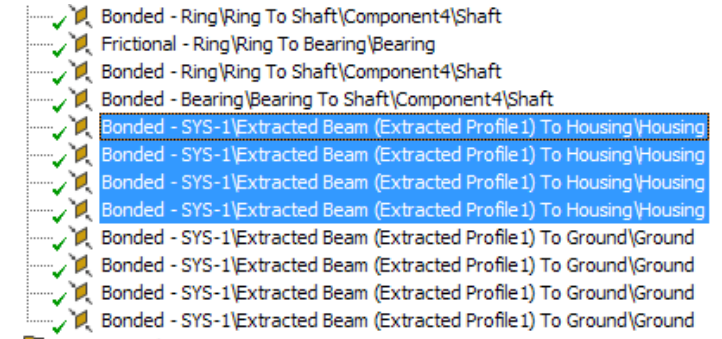 Bonded - Ring\Ring To Shaft\Component4\Shaft
Frictional - Ring\Ring To Bearing\Bearing
Bonded - Ring\Ring To Shaft\Component4\Shaft
Bonded - Bearing\Bearing To Shaft\Component4\Shaft
Bonded - SYS-1\Extracted Beam (Extracted Profile1) To Housing\Housing
Bonded - SYS-1\Extracted Beam (Extracted Profile1) To Housing\Housing
Bonded - SYS-1\Extracted Beam (Extracted Profile1) To Housing\Housing
Bonded - SYS-1\Extracted Beam (Extracted Profile1) To Housing\Housing
Bonded - SYS-1\Extracted Beam (Extracted Profile1) To Ground\Ground
Bonded - SYS-1\Extracted Beam (Extracted Profile1) To Ground\Ground
Bonded - SYS-1\Extracted Beam (Extracted Profile1) To Ground\Ground
Bonded - SYS-1\Extracted Beam (Extracted Profile1) To Ground\Ground